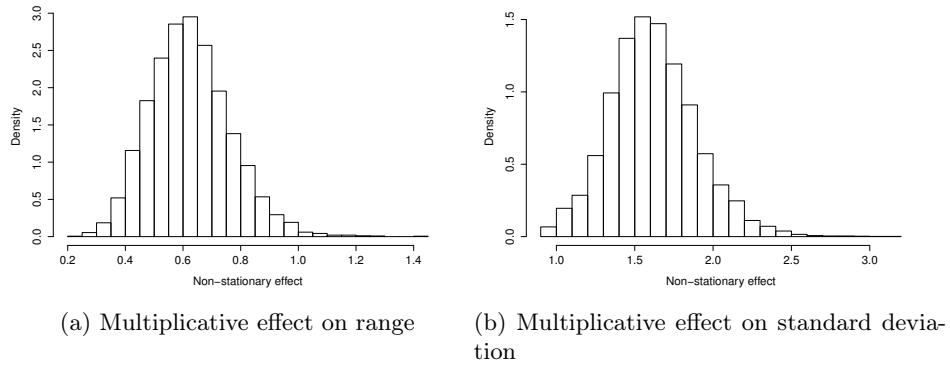 3.0
2.5
2.0
1.5
1.0
0.5
0.0
Density
0.2 0.4 0.6 0.8 1.0 1.2 1.4
Non−stationary effect
(a) Multiplicative effect on range
1.5
1.0
0.5
0.0
Density
1.0 1.5 2.0 2.5 3.0
Non−stationary effect
(b) Multiplicative effect on standard devia-
tion